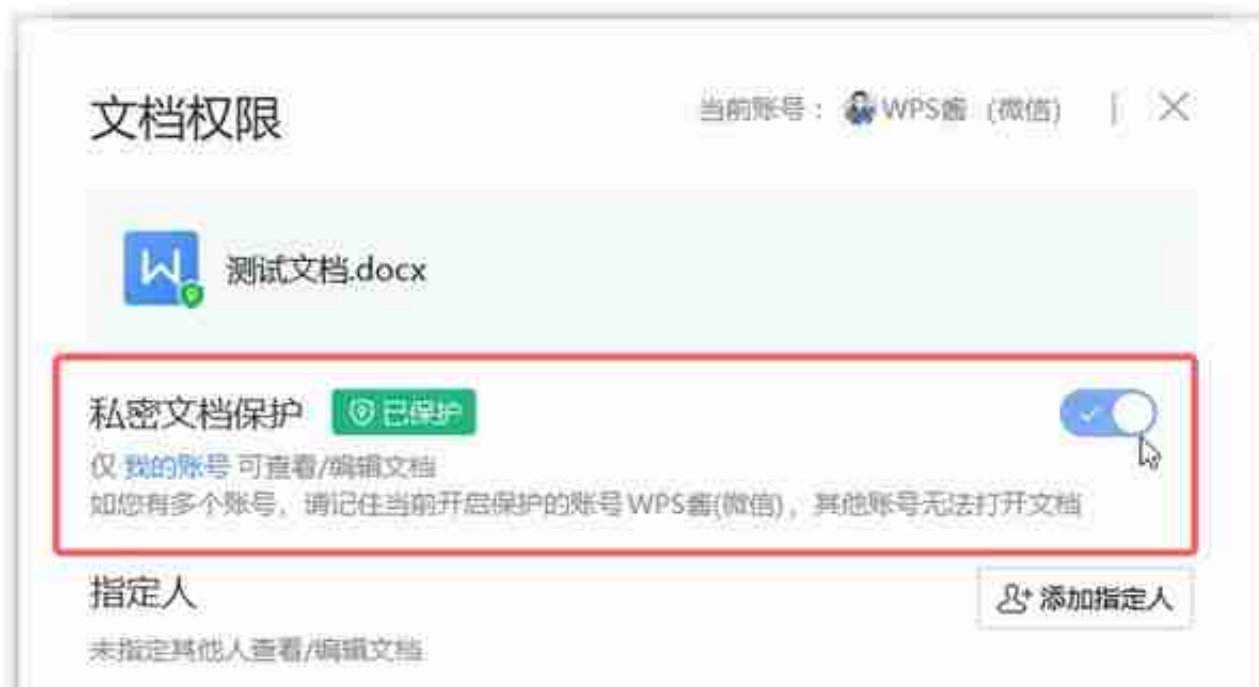 文档权限
当前账号： WPS酱 (微信) | ×
W 测试文档.docx
私密文档保护 已保护
仅 我的账号 可查看/编辑文档
如您有多个账号，请记住当前开启保护的账号WPS酱(微信)，其他账号无法打开文档
指定人
添加指定人
未指定其他人查看/编辑文档